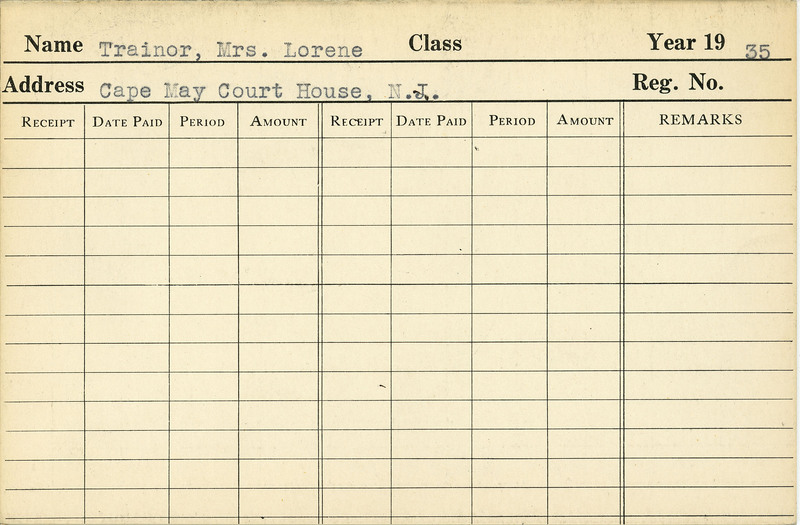 Name Trainor, Mrs. Lorene Class Year 19 35
Address Cape May Court House, N.J. Reg. No.
RECEIPT DATE PAID PERIOD AMOUNT RECEIPT DATE PAID PERIOD AMOUNT REMARKS